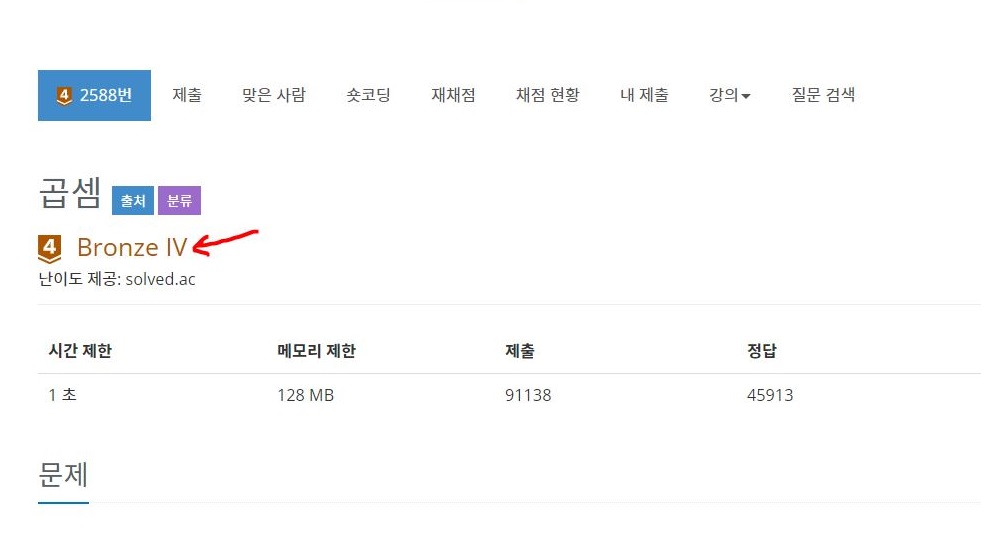 4 2588번 제출 맞은 사람 숏코딩 재채점 채점 현황 내 제출 강의 질문 검색
곱셈 출처 분류
4 Bronze IV
난이도 제공: solved.ac
시간 제한 메모리 제한 제출 정답
1 초 128 MB 91138 45913
문제